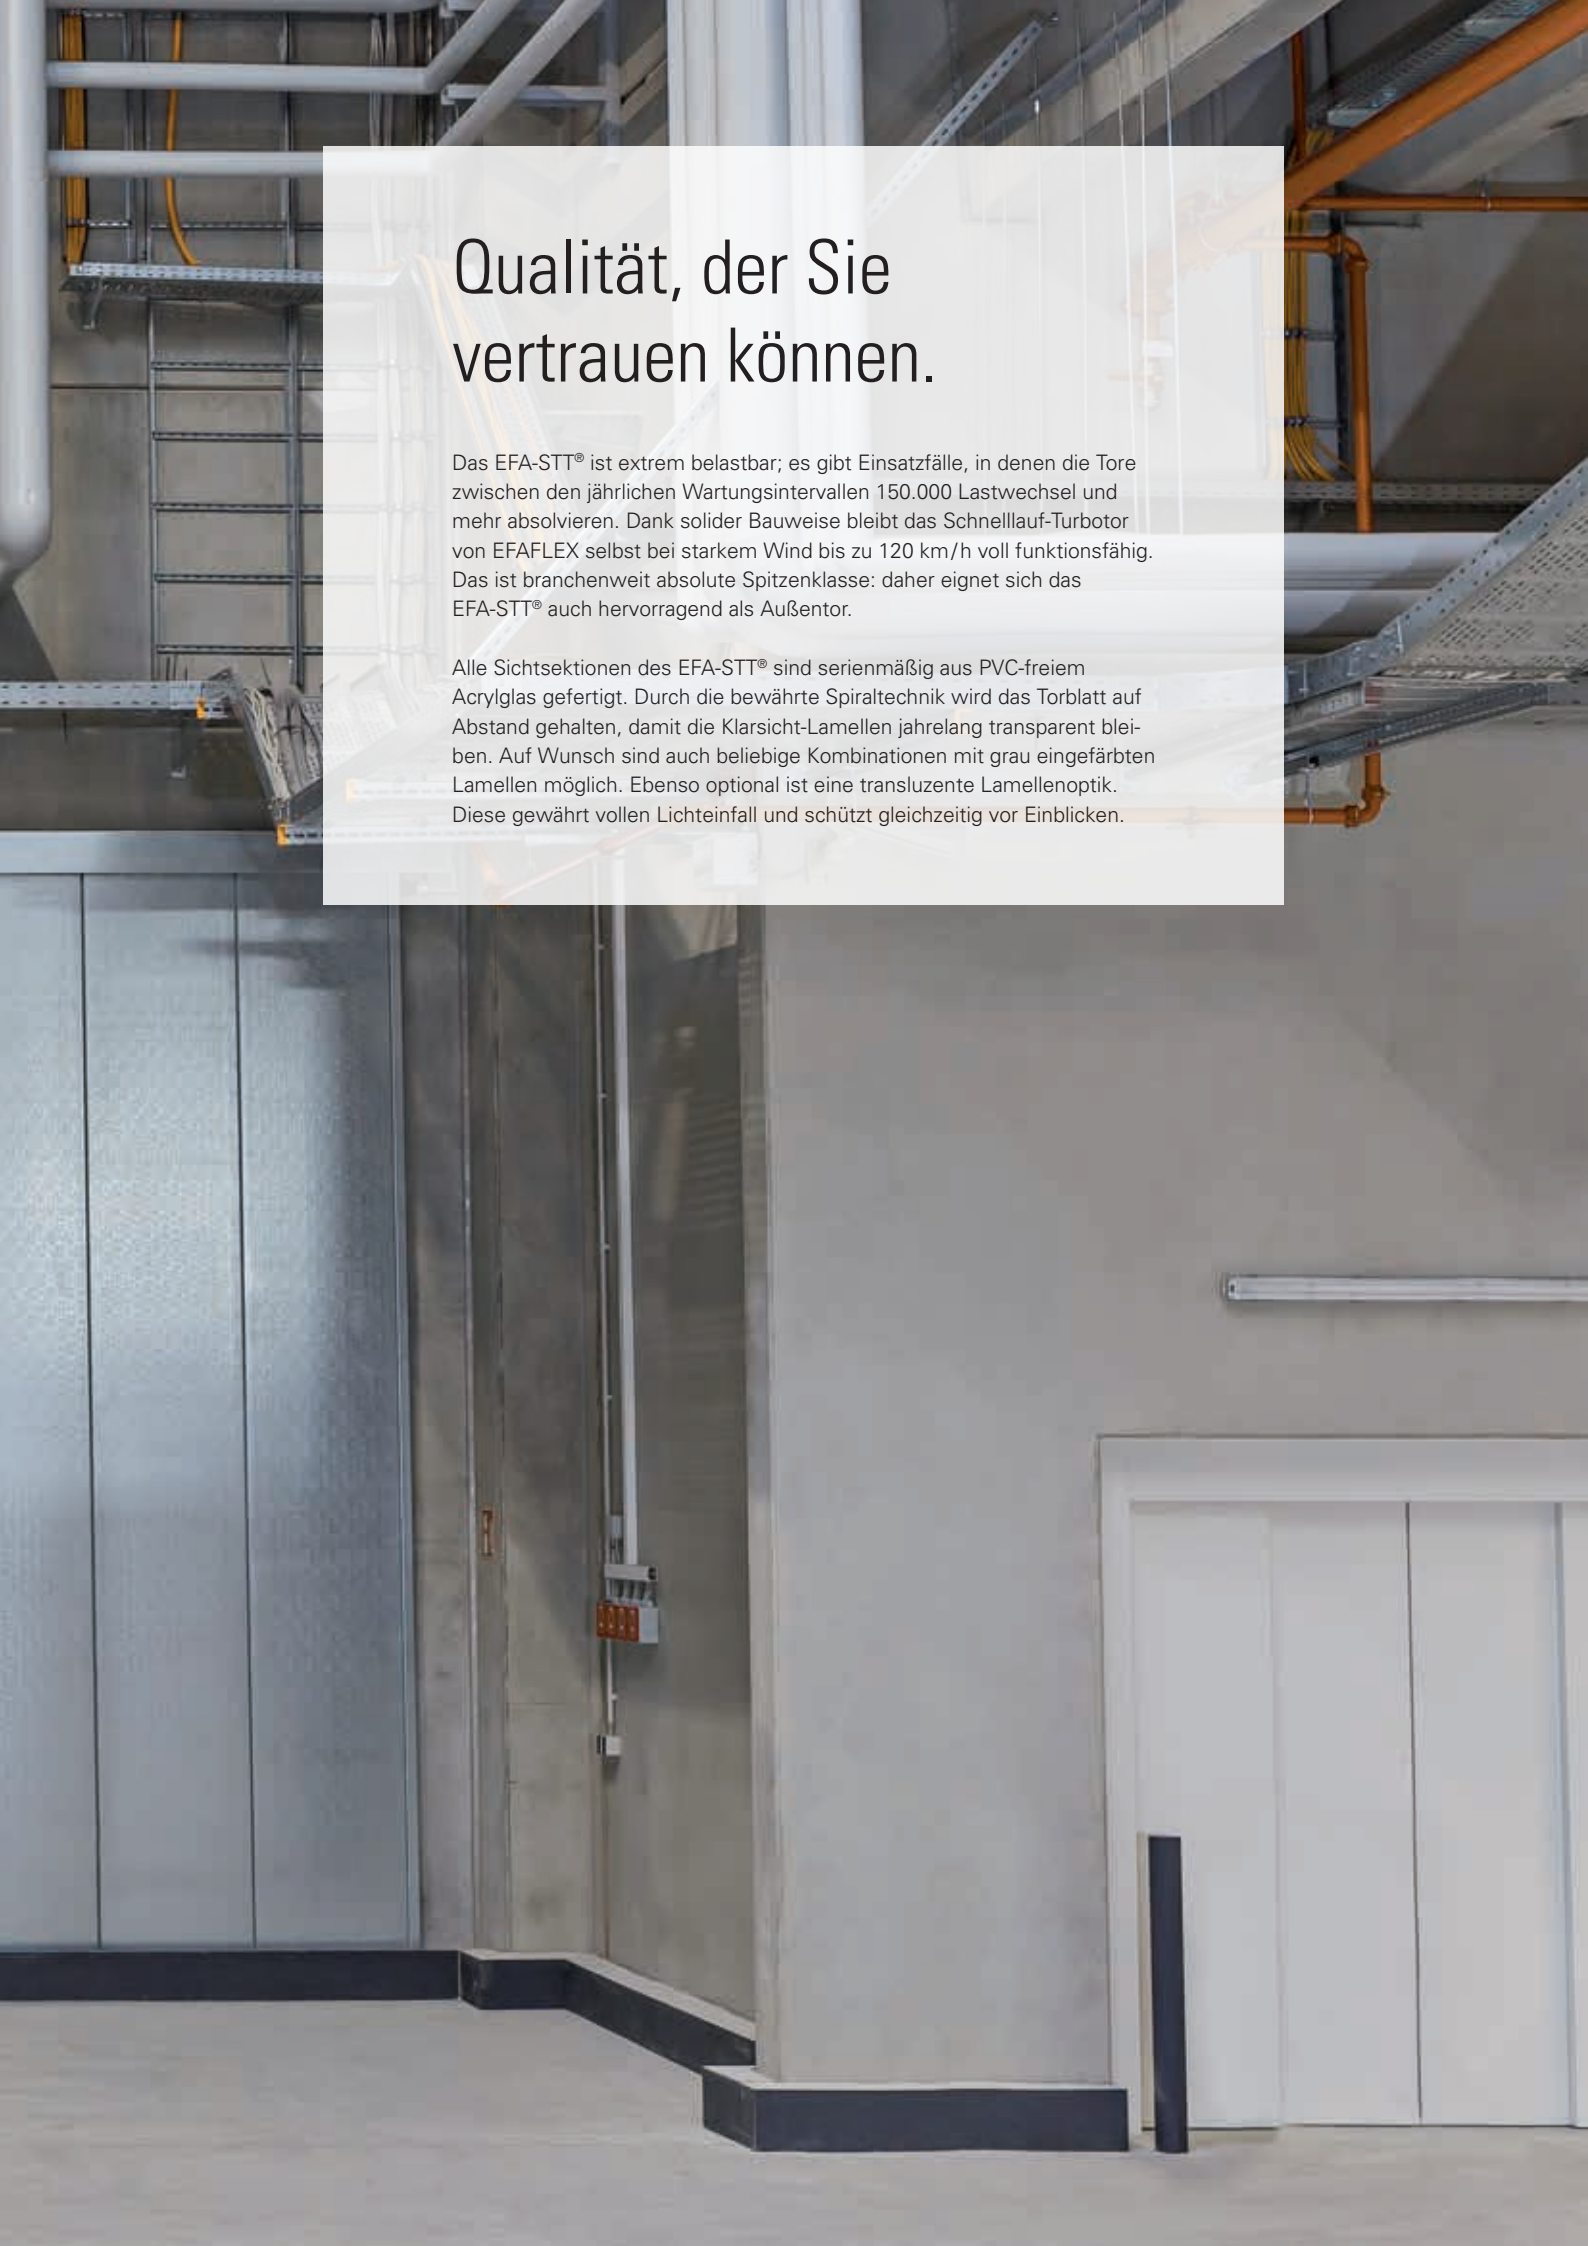 Qualität, der Sie
vertrauen können.
Das EFA-STT® ist extrem belastbar; es gibt Einsatzfälle, in denen die Tore
zwischen den jährlichen Wartungsintervallen 150.000 Lastwechsel und
mehr absolvieren. Dank solider Bauweise bleibt das Schnelllauf-Turbotor
von EFAFLEX selbst bei starkem Wind bis zu 120 km/h voll funktionsfähig.
Das ist branchenweit absolute Spitzenklasse: daher eignet sich das
EFA-STT® auch hervorragend als Außentor.
Alle Sichtsektionen des EFA-STT® sind serienmäßig aus PVC-freiem
Acrylglas gefertigt. Durch die bewährte Spiraltechnik wird das Torblatt auf
Abstand gehalten, damit die Klarsicht-Lamellen jahrelang transparent blei-
ben. Auf Wunsch sind auch beliebige Kombinationen mit grau eingefärbten
Lamellen möglich. Ebenso optional ist eine transluzente Lamellenoptik.
Diese gewährt vollen Lichteinfall und schützt gleichzeitig vor Einblicken.